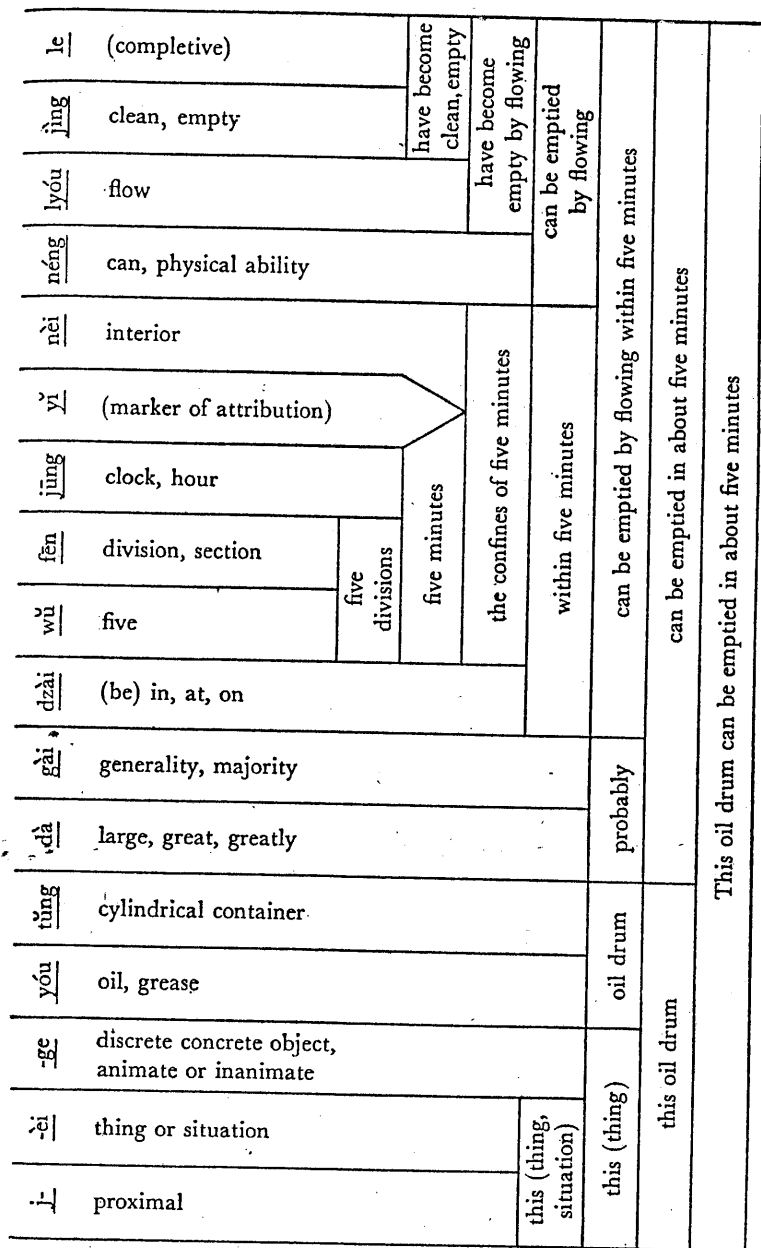 le (completive)
jìng clean, empty
lyóu flow
néng can, physical ability
nèi interior
yǐ (marker of attribution)
jūng clock, hour
fēn division, section
wǔ five
dzài (be) in, at, on
gài generality, majority
dà large, great, greatly
tǔng cylindrical container
yóu oil, grease
-ge discrete concrete object,
animate or inanimate
-èi thing or situation
j- proximal
five
divisions
have become
clean, empty
five minutes
have become
empty by flowing
the confines of five minutes
can be emptied
by flowing
within five minutes
this (thing,
situation)
can be emptied by flowing within five minutes
probably
oil drum
this (thing)
can be emptied in about five minutes
this oil drum
This oil drum can be emptied in about five minutes